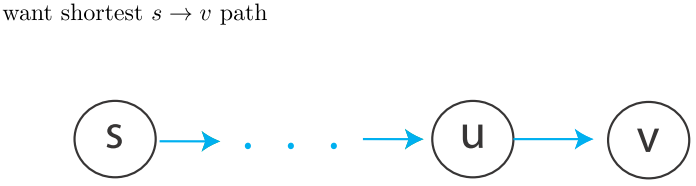 want shortest s → v path
s . . . u v